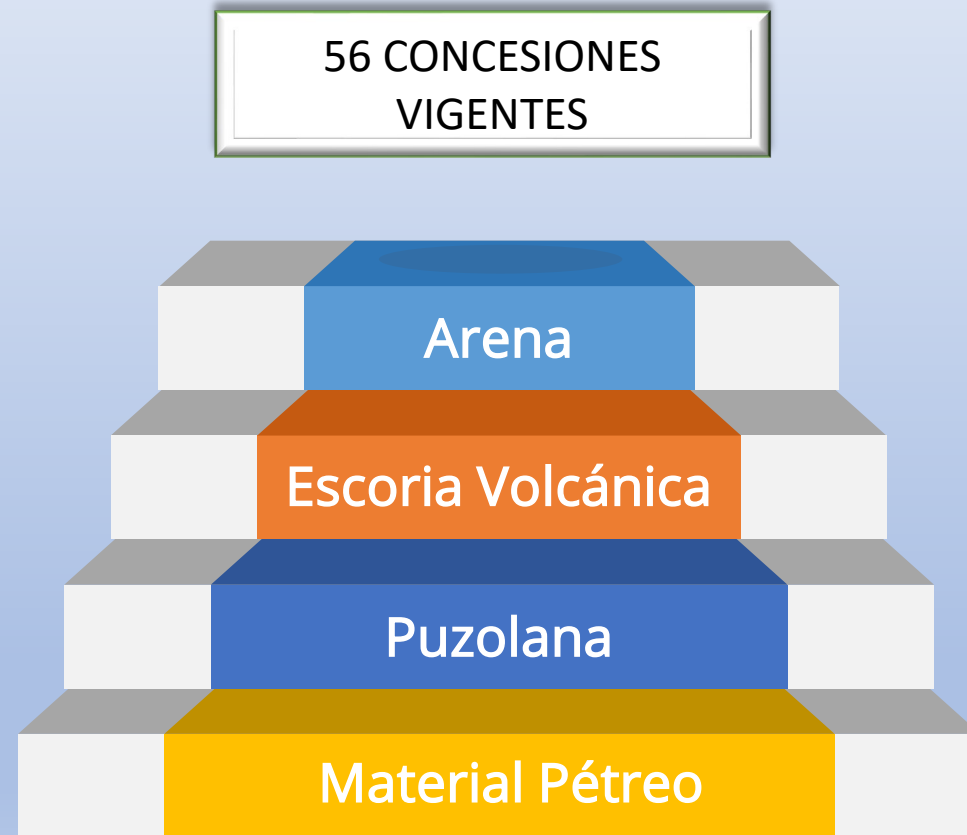 56 CONCESIONES
VIGENTES
Arena
Escoria Volcánica
Puzolana
Material Pétreo